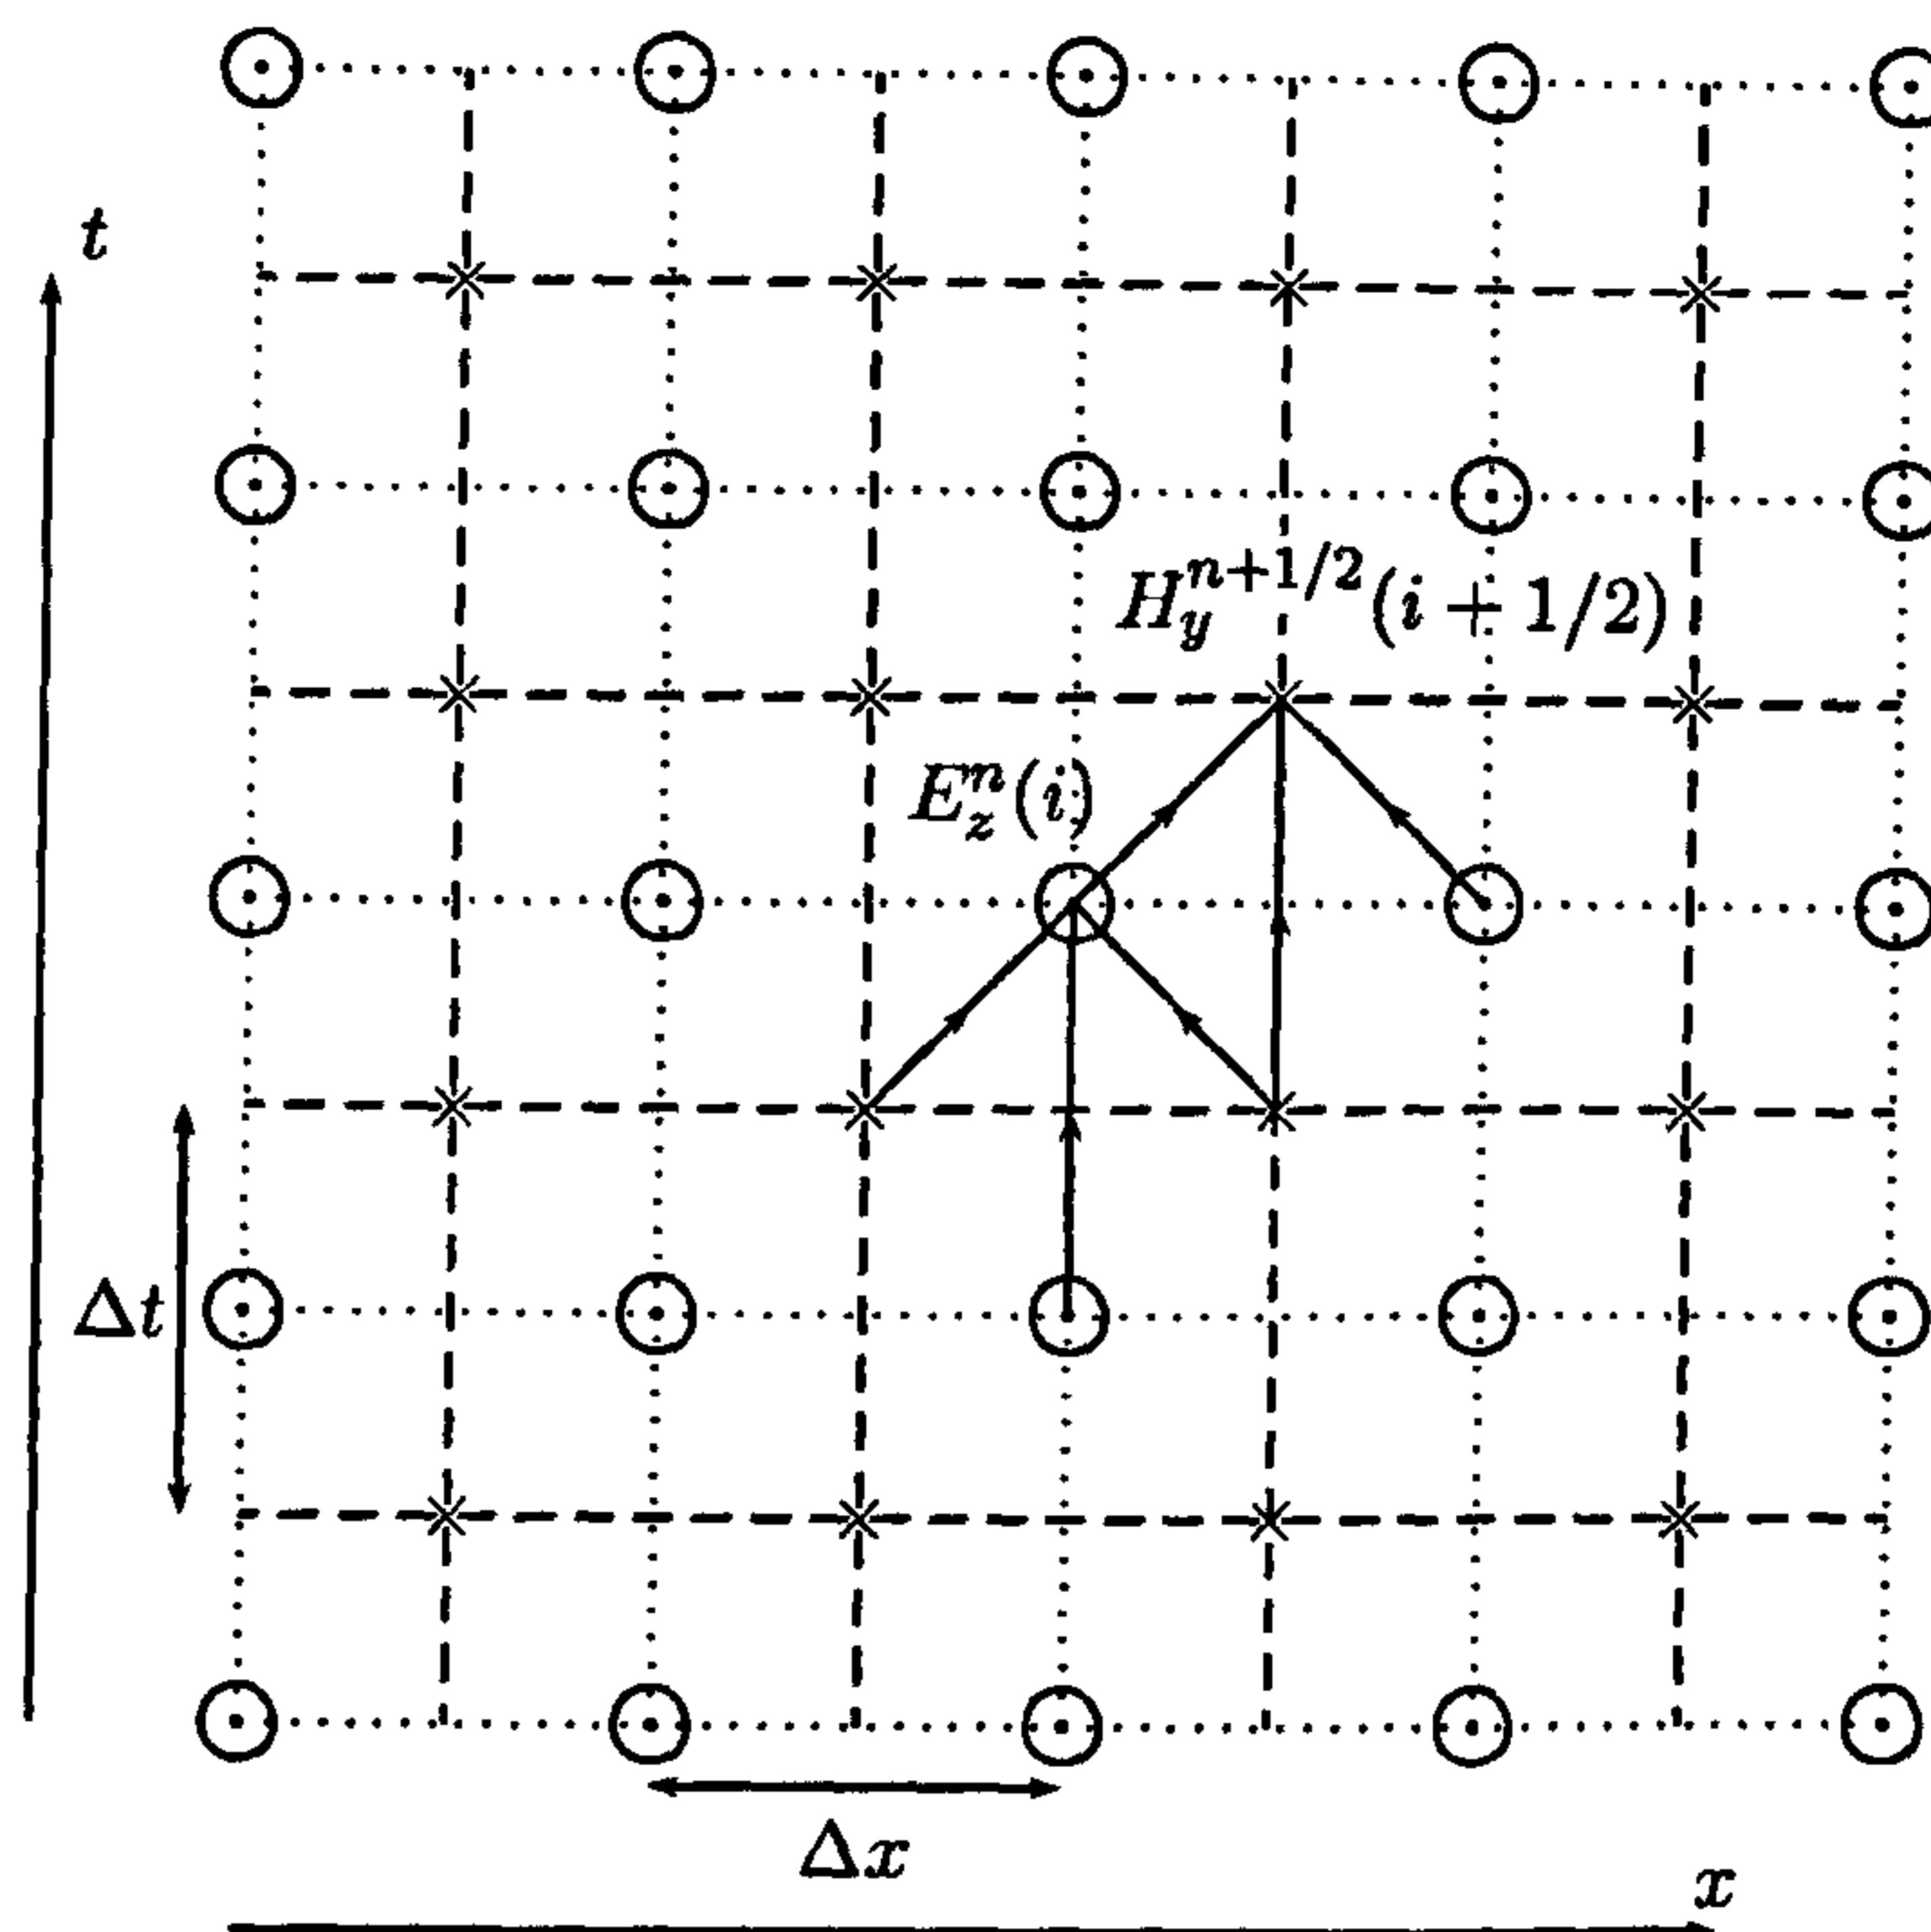 t
H_y^{n+1/2}(i + 1/2)
E_z^n(i)
Δt
Δx
x